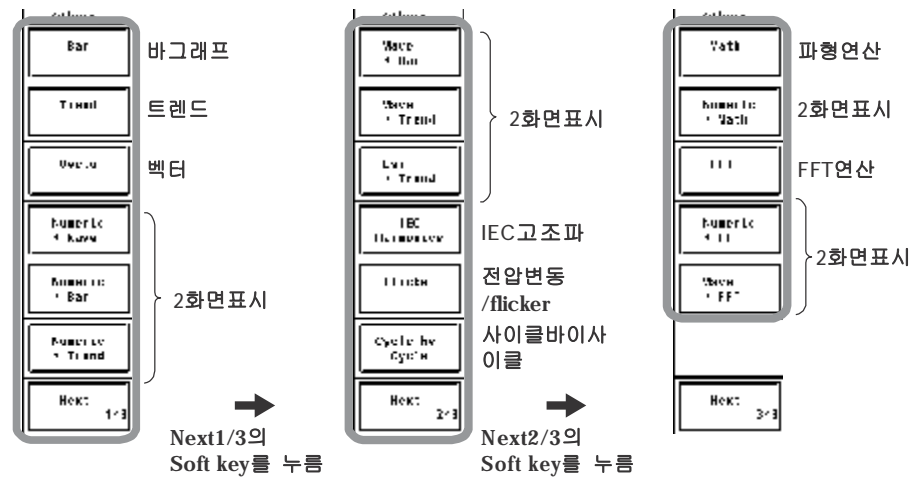 Bar
바그래프
Trend
트렌드
벡터
Numeric
+ Wave
Numeric
+ Bar
Numeric
+ Trend
2화면표시
Next
1/3
Next1/3의
Soft key를 누름
Wave
+ Bar
Wave
+ Trend
Bar
+ Trend
2화면표시
IEC
Harmonics
IEC고조파
전압변동
/flicker
Cycle by
Cycle
사이클바이사
이클
Next
2/3
Next2/3의
Soft key를 누름
Math
파형연산
Numeric
+ Math
2화면표시
FFT
FFT연산
Numeric
+ FFT
Wave
+ FFT
2화면표시
Next
3/3